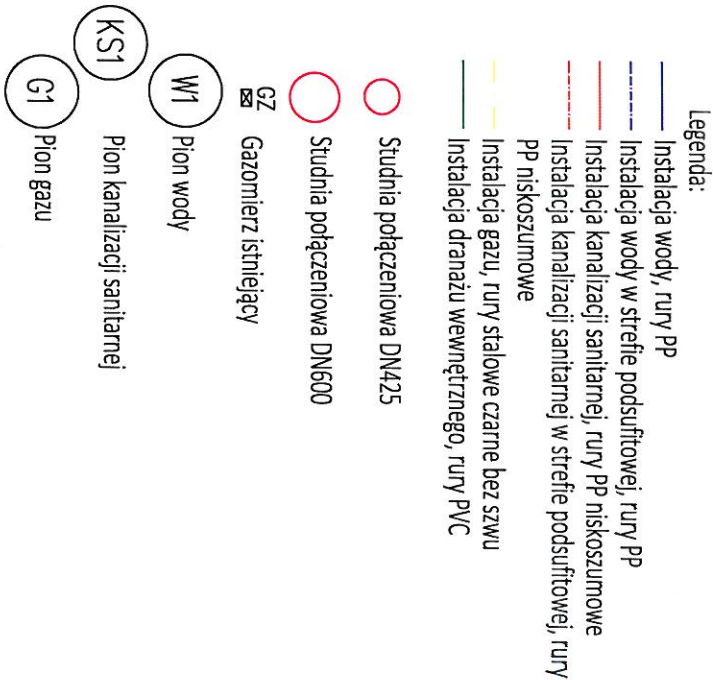 Legenda:
Instalacja wody, rury PP
Instalacja wody w strefie podsufitowej, rury PP
Instalacja kanalizacji sanitarnej, rury PP niskoszumowe
Instalacja kanalizacji sanitarnej w strefie podsufitowej, rury
PP niskoszumowe
Instalacja gazu, rury stalowe czarne bez szwu
Instalacja dranażu wewnętrznego, rury PVC
Studnia połączeniowa DN425
Studnia połączeniowa DN600
GZ Gazomierz istniejący
W1 Pion wody
KS1 Pion kanalizacji sanitarnej
G1 Pion gazu